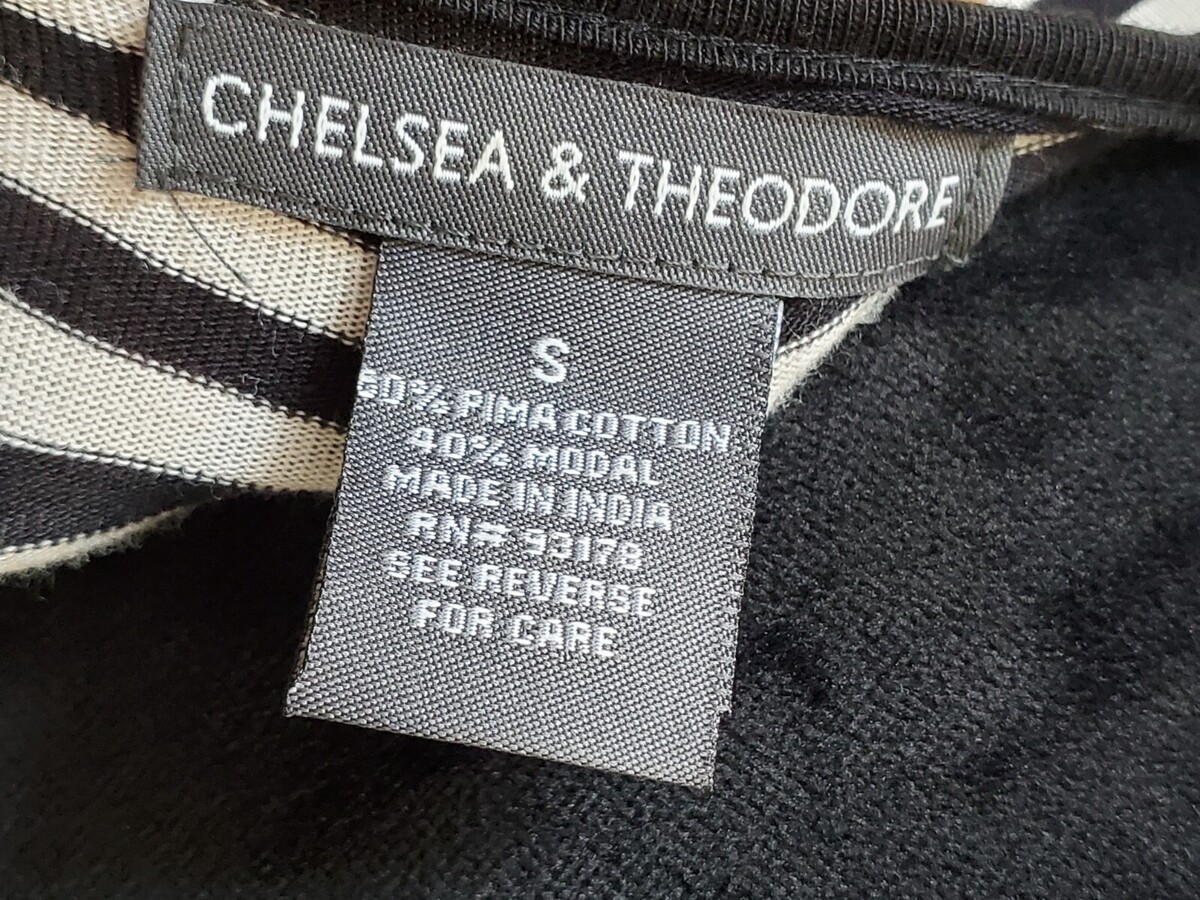 CHELSEA & THEODORE
S
60% PIMA COTTON
40% MODAL
MADE IN INDIA
RN# 93178
SEE REVERSE
FOR CARE